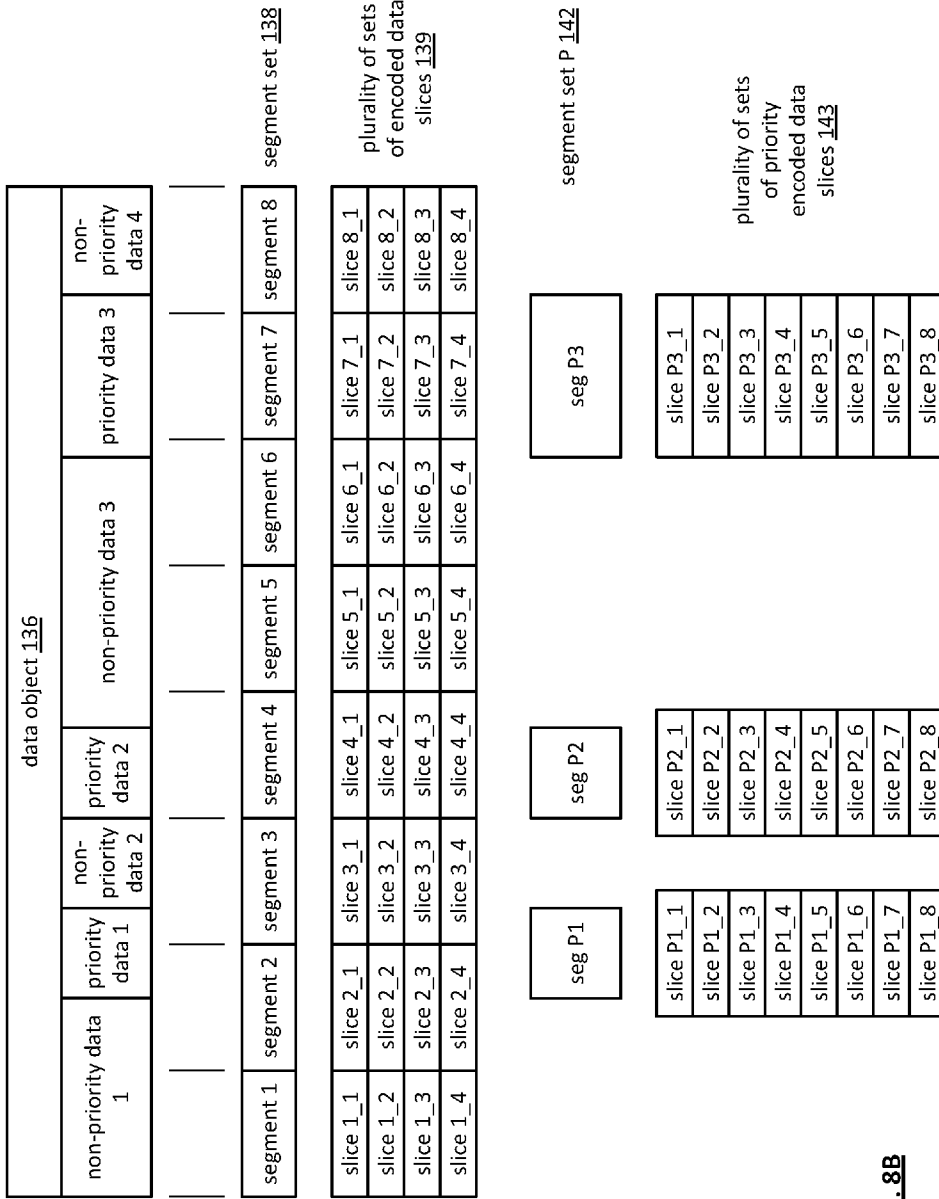 data object 136
non-priority data
1
priority
data 1
non-
priority
data 2
priority
data 2
non-priority data 3
priority data 3
non-
priority
data 4
segment 1
segment 2
segment 3
segment 4
segment 5
segment 6
segment 7
segment 8
segment set 138
slice 1_1
slice 2_1
slice 3_1
slice 4_1
slice 5_1
slice 6_1
slice 7_1
slice 8_1
slice 1_2
slice 2_2
slice 3_2
slice 4_2
slice 5_2
slice 6_2
slice 7_2
slice 8_2
slice 1_3
slice 2_3
slice 3_3
slice 4_3
slice 5_3
slice 6_3
slice 7_3
slice 8_3
slice 1_4
slice 2_4
slice 3_4
slice 4_4
slice 5_4
slice 6_4
slice 7_4
slice 8_4
plurality of sets
of encoded data
slices 139
seg P1
seg P2
seg P3
segment set P 142
slice P1_1
slice P2_1
slice P3_1
slice P1_2
slice P2_2
slice P3_2
slice P1_3
slice P2_3
slice P3_3
slice P1_4
slice P2_4
slice P3_4
slice P1_5
slice P2_5
slice P3_5
slice P1_6
slice P2_6
slice P3_6
slice P1_7
slice P2_7
slice P3_7
slice P1_8
slice P2_8
slice P3_8
plurality of sets
of priority
encoded data
slices 143
. 8B